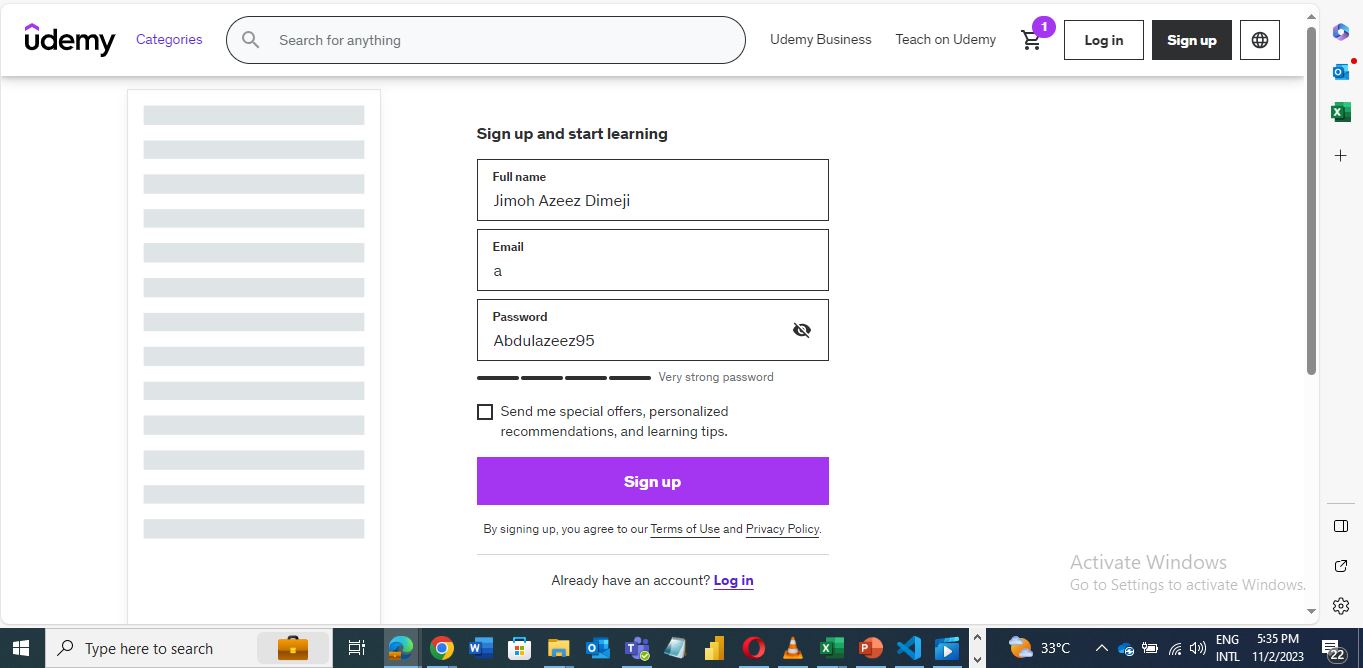 udemy
Categories
Search for anything
Udemy Business
Teach on Udemy
1
Log in
Sign up
Sign up and start learning
Full name
Jimoh Azeez Dimeji
Email
a
Password
Abdulazeez95
Very strong password
Send me special offers, personalized
recommendations, and learning tips.
Sign up
By signing up, you agree to our Terms of Use and Privacy Policy.
Already have an account? Log in
Activate Windows
Go to Settings to activate Windows.
Type here to search
33°C
ENG
INTL
5:35 PM
11/2/2023
22